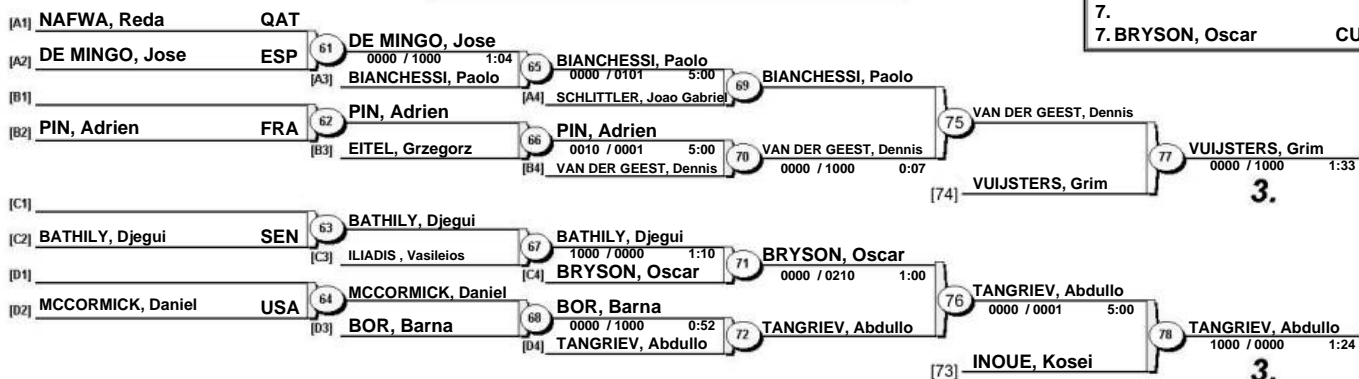 7.
7. BRYSON, Oscar CU
[A1] NAFWA, Reda QAT
[A2] DE MINGO, Jose ESP
61
DE MINGO, Jose
0000 / 1000 1:04
[A3] BIANCHESSI, Paolo
65
BIANCHESSI, Paolo
0000 / 0101 5:00
[A4] SCHLITTLER, Joao Gabriel
69
BIANCHESSI, Paolo
[B1]
[B2] PIN, Adrien FRA
62
PIN, Adrien
[B3] EITEL, Grzegorz
66
PIN, Adrien
0010 / 0001 5:00
[B4] VAN DER GEEST, Dennis
70
VAN DER GEEST, Dennis
0000 / 1000 0:07
75
VAN DER GEEST, Dennis
[74] VUIJSTERS, Grim
77
VUIJSTERS, Grim
0000 / 1000 1:33
3.
[C1]
[C2] BATHILY, Djegui SEN
63
BATHILY, Djegui
[C3] ILIADIS , Vasileios
67
BATHILY, Djegui
1000 / 0000 1:10
[C4] BRYSON, Oscar
71
BRYSON, Oscar
0000 / 0210 1:00
[D1]
[D2] MCCORMICK, Daniel USA
64
MCCORMICK, Daniel
[D3] BOR, Barna
68
BOR, Barna
0000 / 1000 0:52
[D4] TANGRIEV, Abdullo
72
TANGRIEV, Abdullo
76
TANGRIEV, Abdullo
0000 / 0001 5:00
[73] INOUE, Kosei
78
TANGRIEV, Abdullo
1000 / 0000 1:24
3.